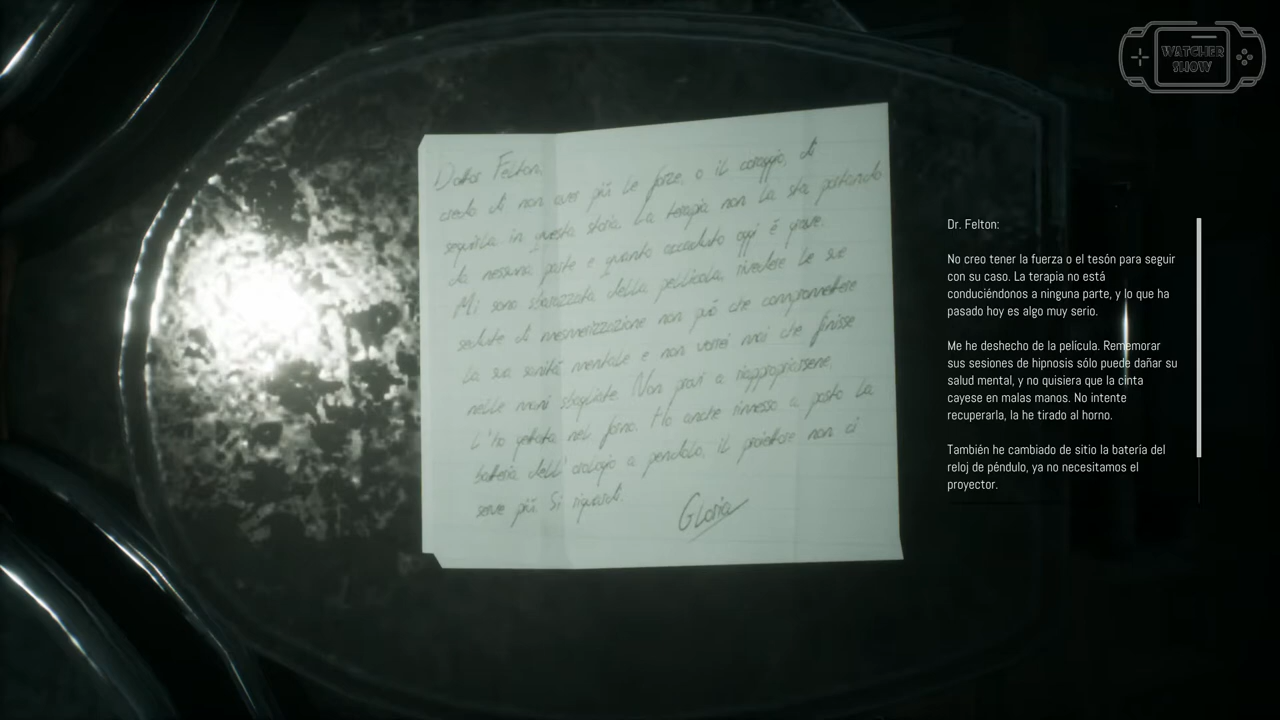 WATCHER
SHOW
Dottor Felton,
credo di non aver più le forze, o il coraggio, di
seguirla in questa storia. La terapia non la sta portando
da nessuna parte e quanto accaduto oggi è grave.
Mi sono sbarazzata della pellicola, rivedere le sue
sedute di mesmerizzazione non può che compromettere
la sua sanità mentale e non vorrei mai che finisse
nelle mani sbagliate. Non provi a riappropriarsene,
l'ho gettata nel forno. Ho anche rimesso a posto la
batteria dell'orologio a pendolo, il proiettore non ci
serve più. Si riguardi.
Gloria
Dr. Felton:
No creo tener la fuerza o el tesón para seguir
con su caso. La terapia no está
conduciéndonos a ninguna parte, y lo que ha
pasado hoy es algo muy serio.
Me he deshecho de la película. Rememorar
sus sesiones de hipnosis sólo puede dañar su
salud mental, y no quisiera que la cinta
cayese en malas manos. No intente
recuperarla, la he tirado al horno.
También he cambiado de sitio la batería del
reloj de péndulo, ya no necesitamos el
proyector.